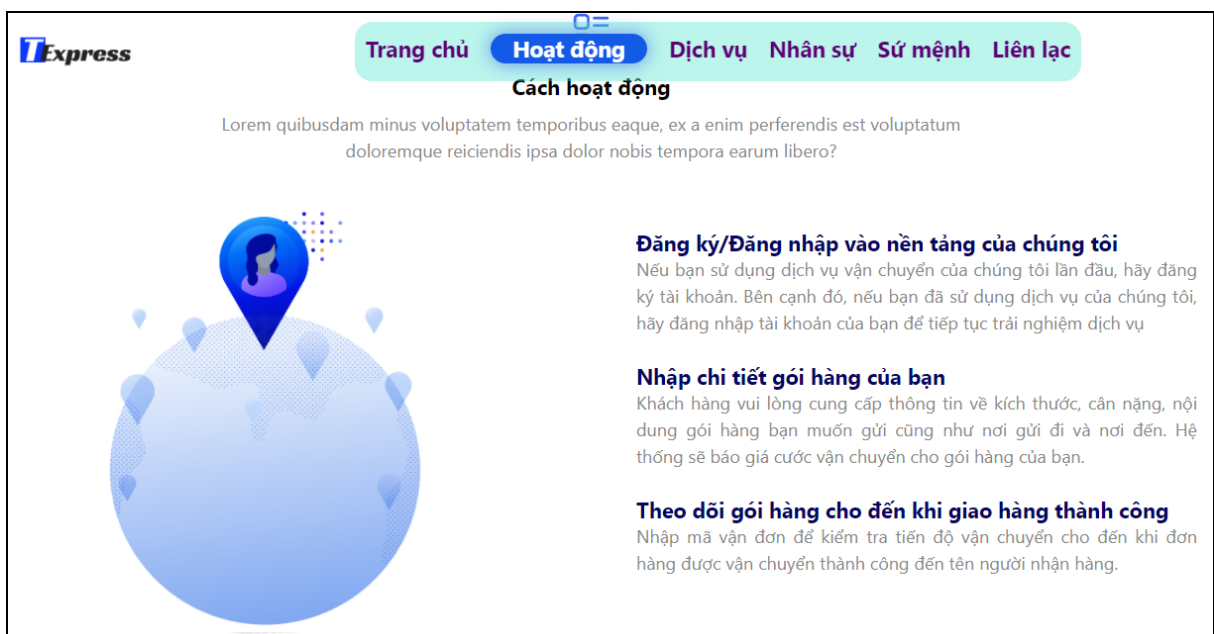 TExpress
Trang chủ Hoạt động Dịch vụ Nhân sự Sứ mệnh Liên lạc
Cách hoạt động
Lorem quibusdam minus voluptatem temporibus eaque, ex a enim perferendis est voluptatum
doloremque reiciendis ipsa dolor nobis tempora earum libero?
Đăng ký/Đăng nhập vào nền tảng của chúng tôi
Nếu bạn sử dụng dịch vụ vận chuyển của chúng tôi lần đầu, hãy đăng
ký tài khoản. Bên cạnh đó, nếu bạn đã sử dụng dịch vụ của chúng tôi,
hãy đăng nhập tài khoản của bạn để tiếp tục trải nghiệm dịch vụ
Nhập chi tiết gói hàng của bạn
Khách hàng vui lòng cung cấp thông tin về kích thước, cân nặng, nội
dung gói hàng bạn muốn gửi cũng như nơi gửi đi và nơi đến. Hệ
thống sẽ báo giá cước vận chuyển cho gói hàng của bạn.
Theo dõi gói hàng cho đến khi giao hàng thành công
Nhập mã vận đơn để kiểm tra tiến độ vận chuyển cho đến khi đơn
hàng được vận chuyển thành công đến tên người nhận hàng.